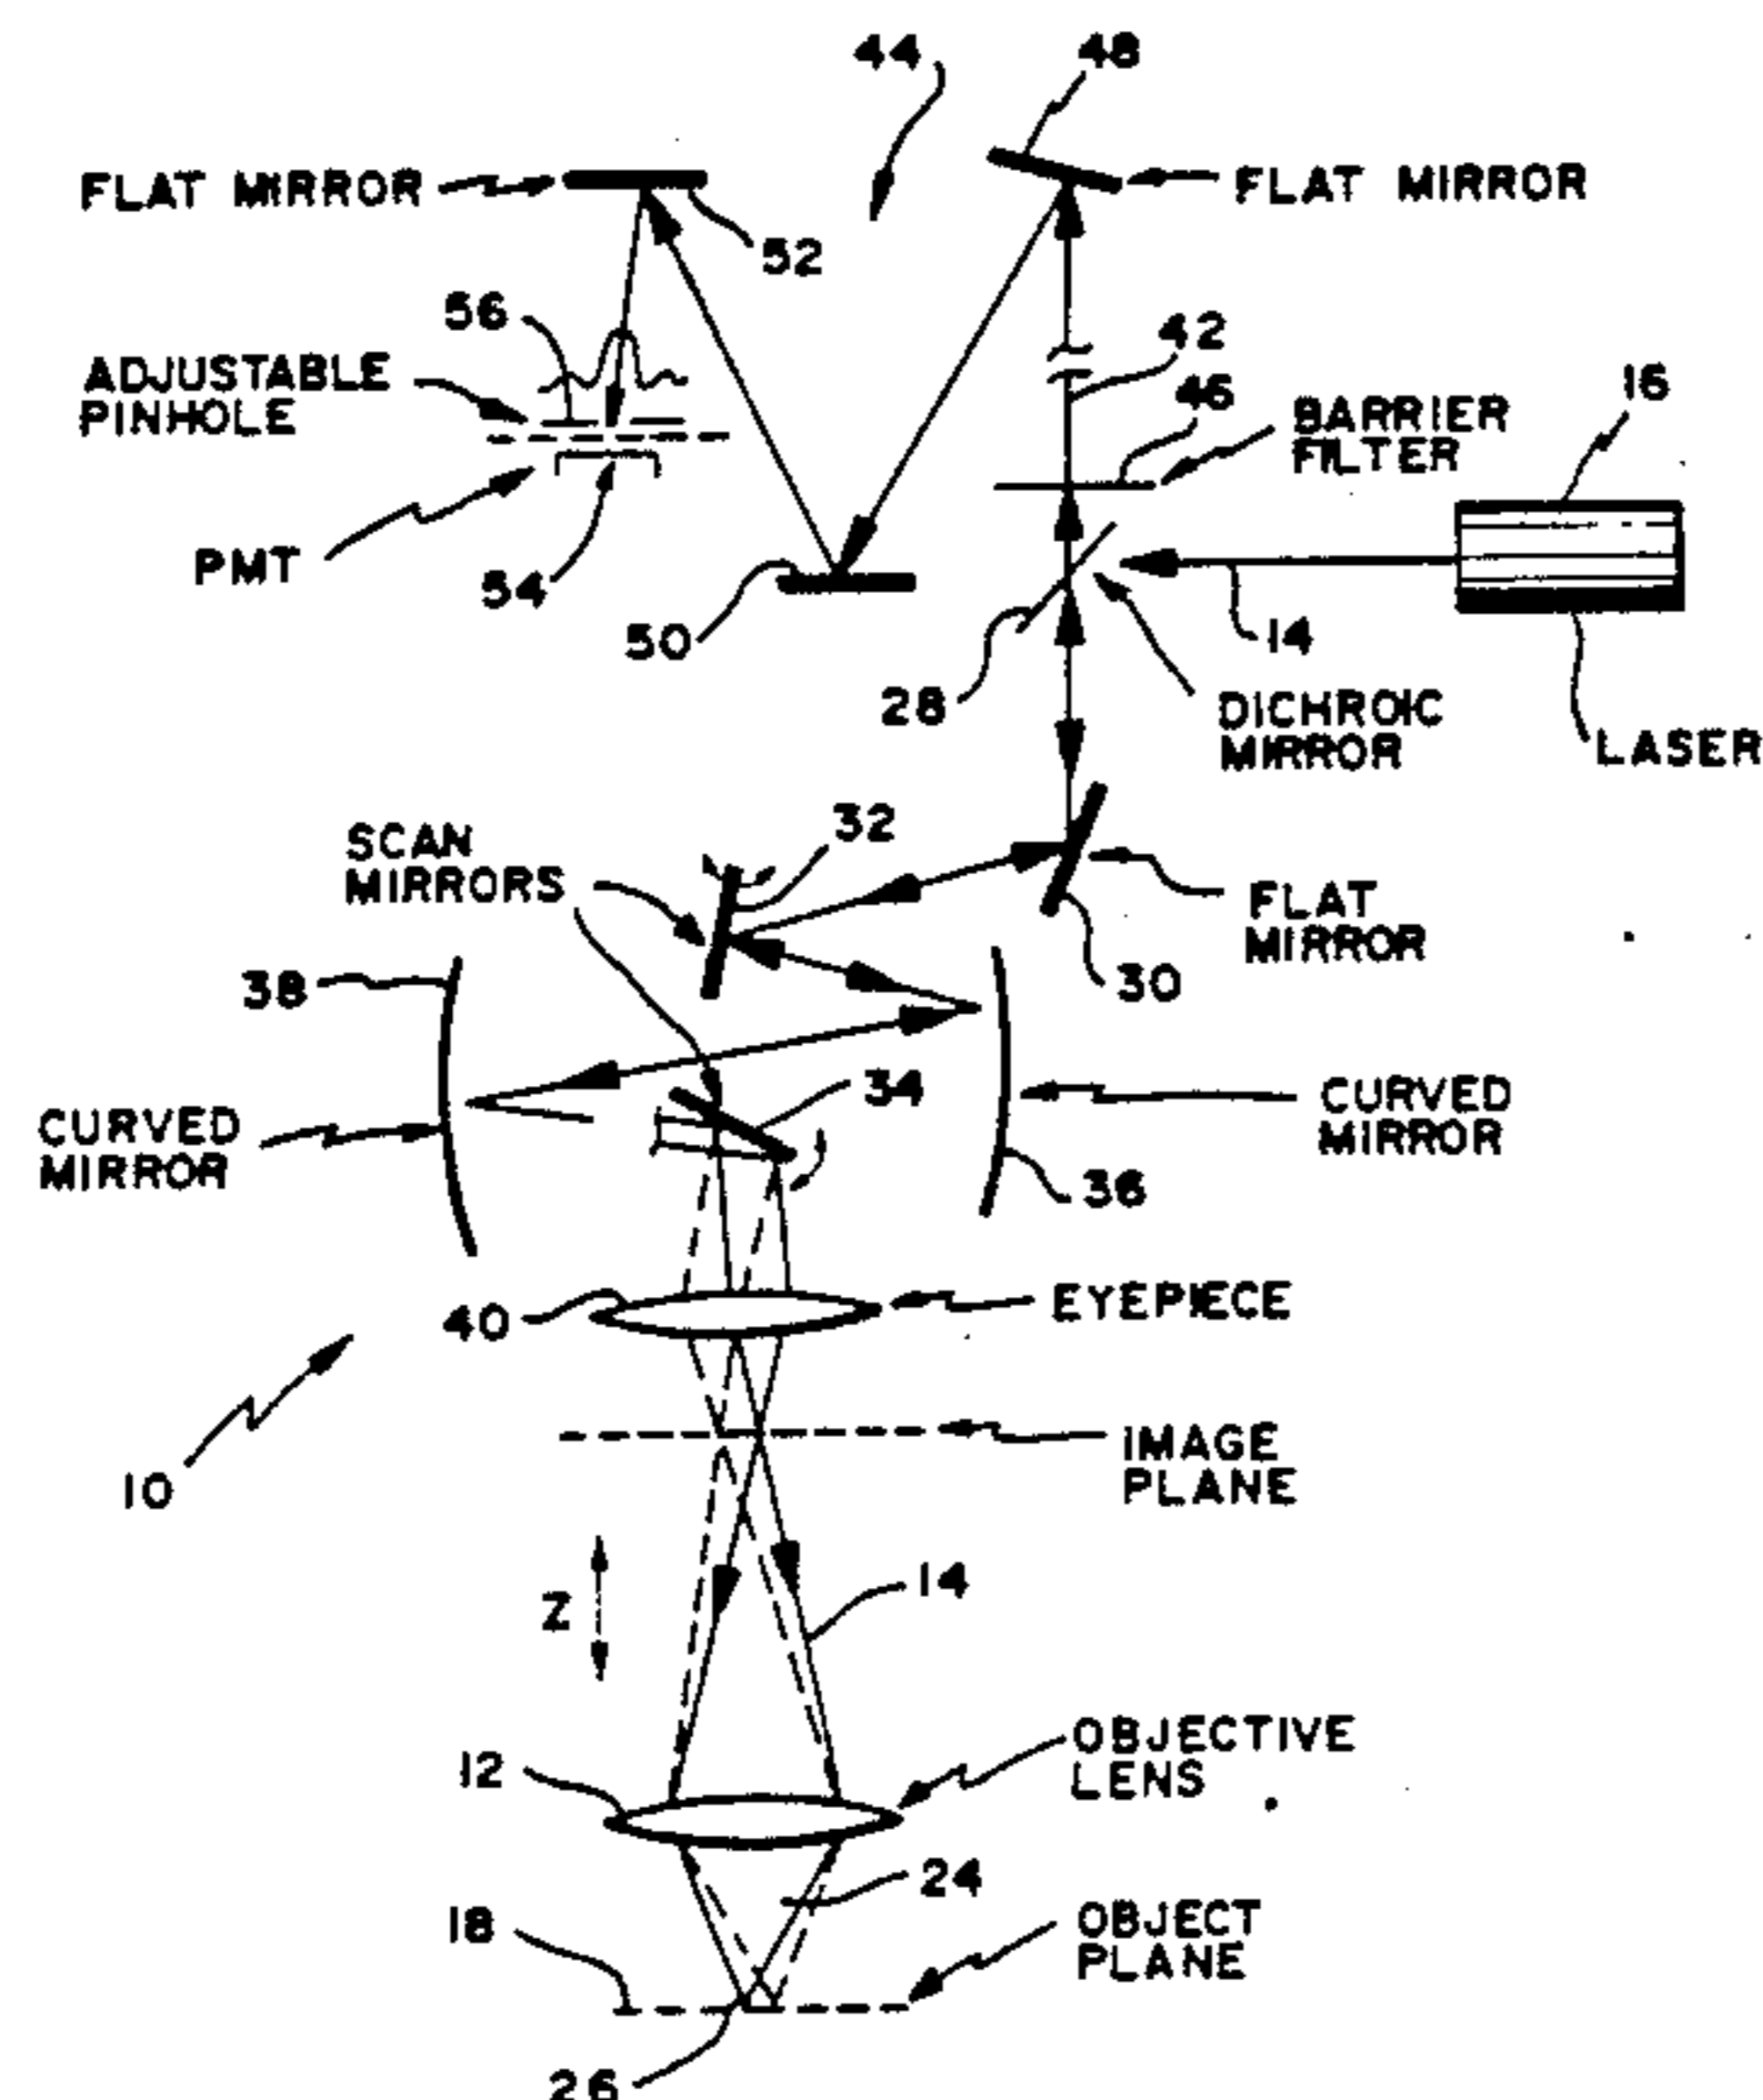 44
48
FLAT MIRROR
FLAT MIRROR
52
56
42
16
ADJUSTABLE
PINHOLE
46
BARRIER
FILTER
PMT
54
50
14
28
DICHROIC
MIRROR
LASER
SCAN
MIRRORS
32
FLAT
MIRROR
38
30
34
CURVED
MIRROR
CURVED
MIRROR
36
40
EYEPIECE
10
IMAGE
PLANE
Z
14
12
OBJECTIVE
LENS
24
18
OBJECT
PLANE
26